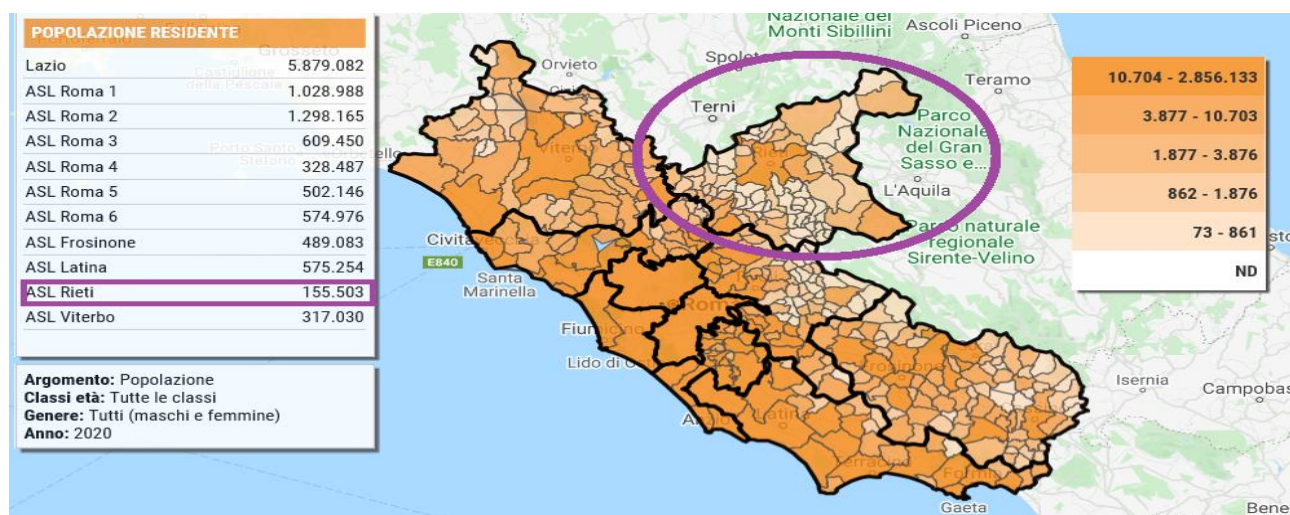 POPOLAZIONE RESIDENTE
Lazio 5.879.082
ASL Roma 1 1.028.988
ASL Roma 2 1.298.165
ASL Roma 3 609.450
ASL Roma 4 328.487
ASL Roma 5 502.146
ASL Roma 6 574.976
ASL Frosinone 489.083
ASL Latina 575.254
ASL Rieti 155.503
ASL Viterbo 317.030
Argomento: Popolazione
Classi età: Tutte le classi
Genere: Tutti (maschi e femmine)
Anno: 2020
Grosseto
Orvieto
Nazionale dei
Monti Sibillini
Ascoli Piceno
Teramo
Terni
Parco
Nazionale
del Gran
Sasso e...
Rieti
Viterbo
L'Aquila
Parco naturale
regionale
Sirente-Velino
E840
Santa
Marinella
Roma
Fiumicino
Frosinone
Latina
Terracina
Gaeta
Isernia
10.704 - 2.856.133
3.877 - 10.703
1.877 - 3.876
862 - 1.876
73 - 861
ND